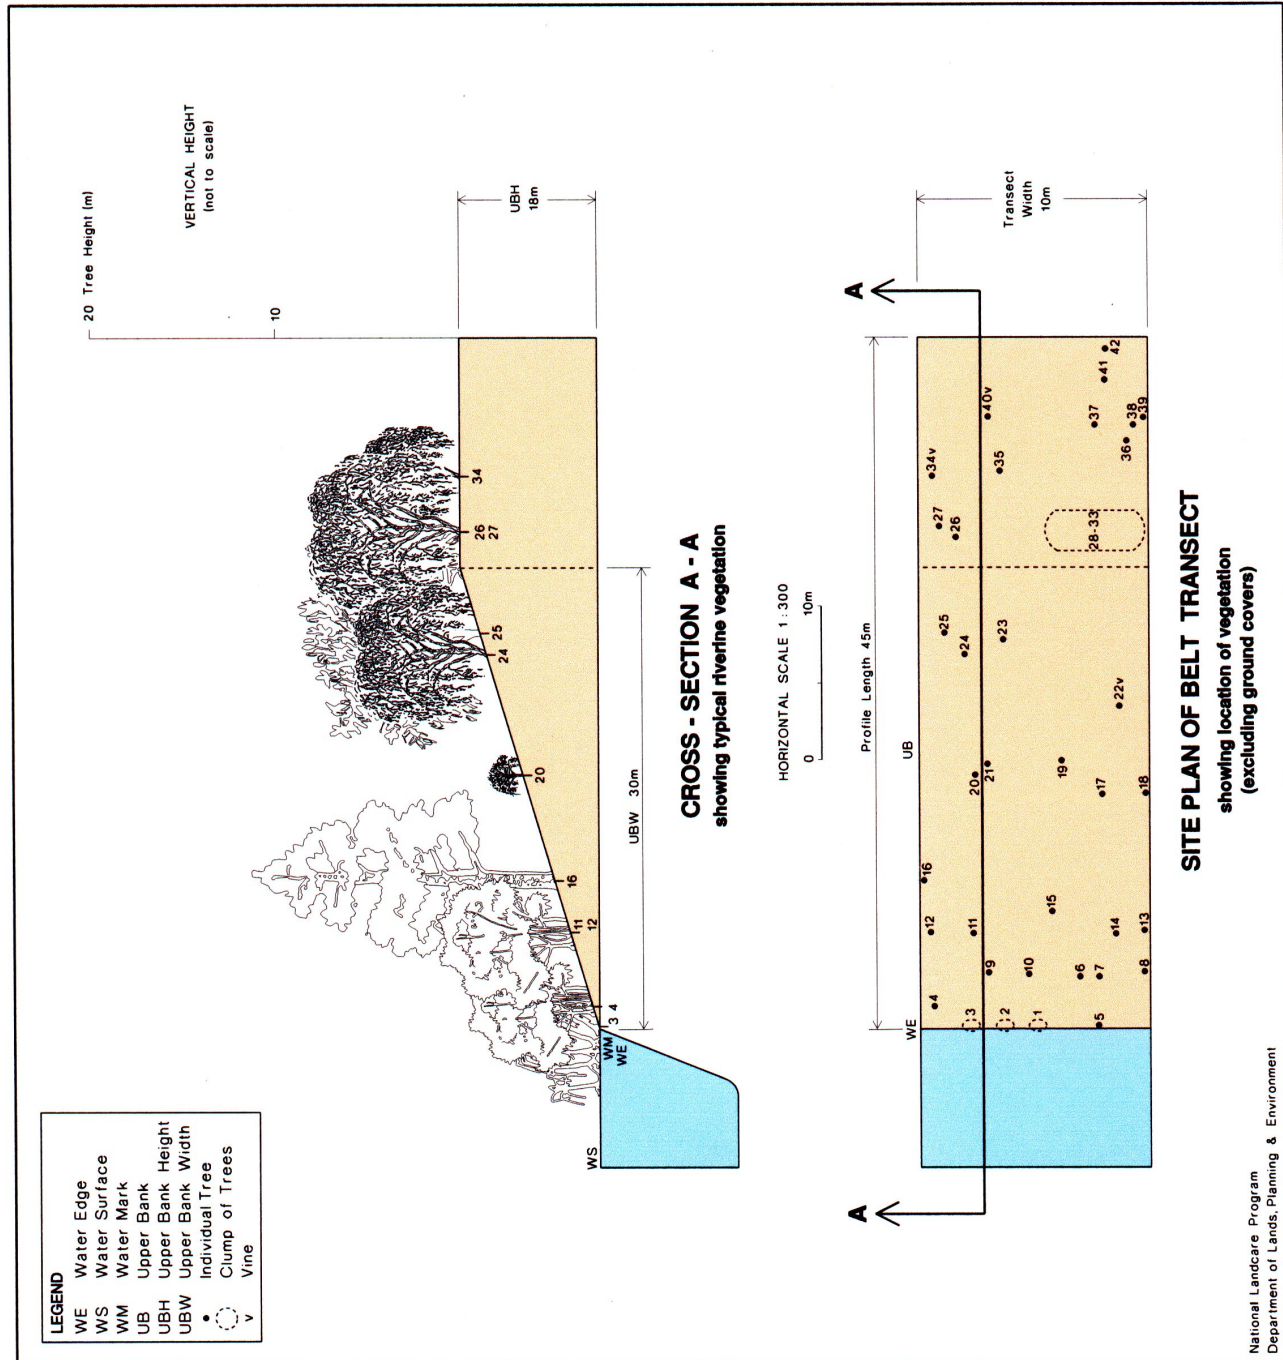 LEGEND
WE Water Edge
WS Water Surface
WM Water Mark
UB Upper Bank
UBH Upper Bank Height
UBW Upper Bank Width
• Individual Tree
Clump of Trees
v Vine
20 Tree Height (m)
10
VERTICAL HEIGHT
(not to scale)
UBH
18m
WS
WM
WE
3
4
11
12
16
20
24
25
26
27
34
UBW 30m
CROSS - SECTION A - A
showing typical riverine vegetation
HORIZONTAL SCALE 1 : 300
0
10m
A
A
Profile Length 45m
WE
UB
Transect
Width
10m
4
12
16
25
27
34v
3
11
20
24
26
9
21
40v
2
10
23
35
1
15
19
6
5
7
14
17
22v
28-33
37
41
42
36
38
8
13
18
39
SITE PLAN OF BELT TRANSECT
showing location of vegetation
(excluding ground covers)
National Landcare Program
Department of Lands, Planning & Environment